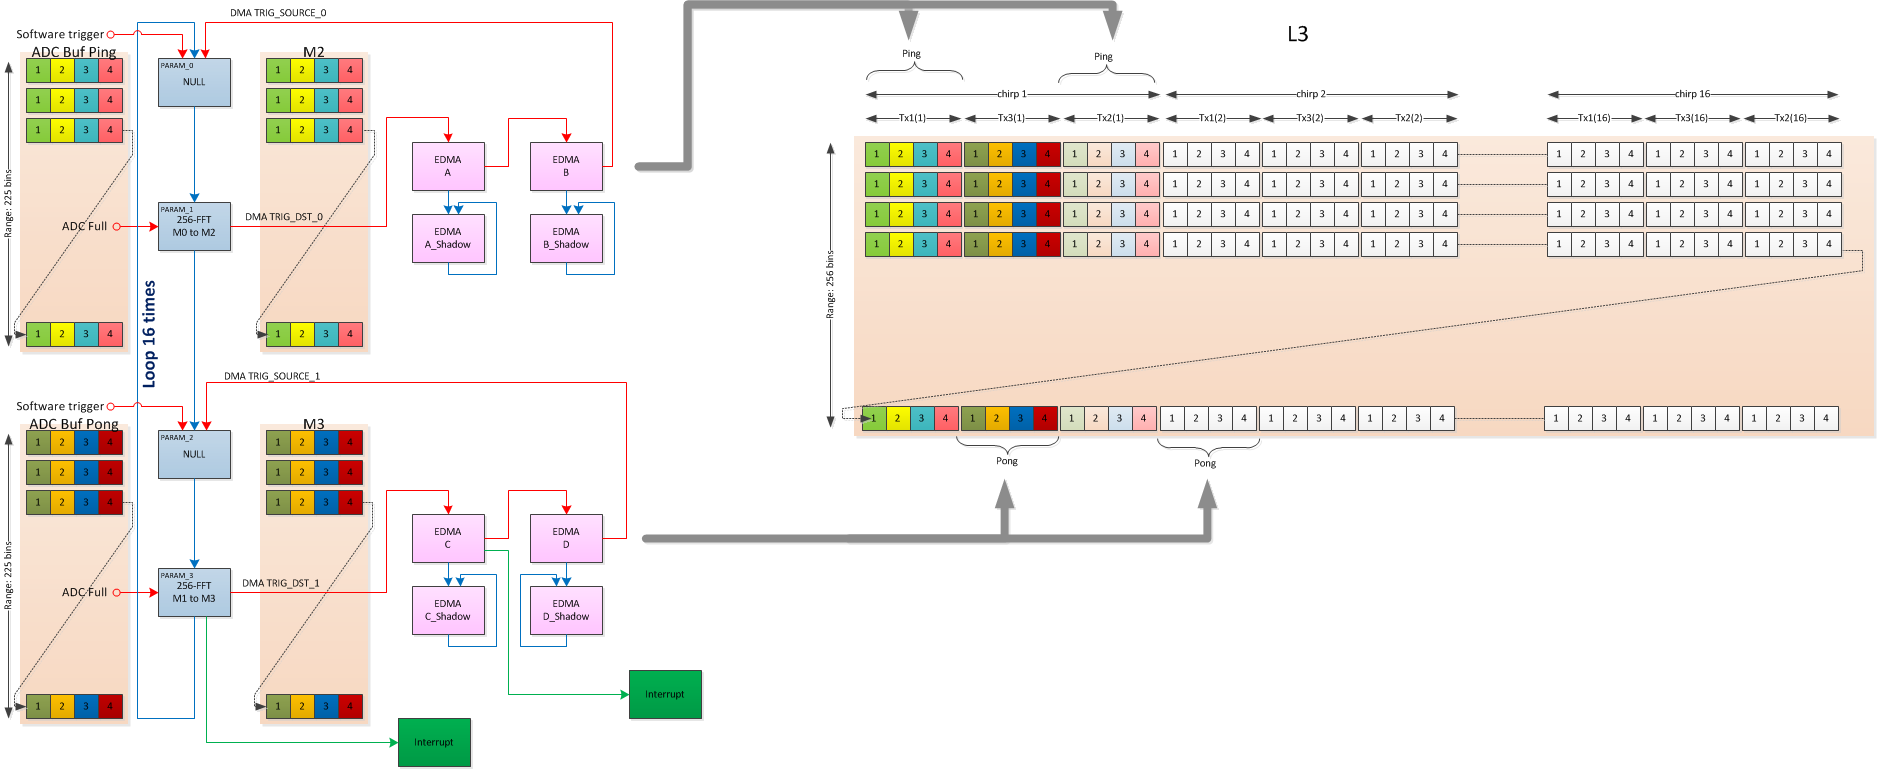 DMA TRIG_SOURCE_0
Software trigger
ADC Buf Ping
M2
PARAM_0
NULL
1 2 3 4
1 2 3 4
1 2 3 4
1 2 3 4
1 2 3 4
1 2 3 4
1 2 3 4
1 2 3 4
Range: 225 bins
PARAM_1
256-FFT
M0 to M2
ADC Full
DMA TRIG_DST_0
EDMA
A
EDMA
B
EDMA
A_Shadow
EDMA
B_Shadow
Loop 16 times
DMA TRIG_SOURCE_1
Software trigger
ADC Buf Pong
M3
PARAM_2
NULL
1 2 3 4
1 2 3 4
1 2 3 4
1 2 3 4
1 2 3 4
1 2 3 4
1 2 3 4
1 2 3 4
Range: 225 bins
PARAM_3
256-FFT
M1 to M3
ADC Full
DMA TRIG_DST_1
EDMA
C
EDMA
D
EDMA
C_Shadow
EDMA
D_Shadow
Interrupt
Interrupt
L3
Ping
Ping
chirp 1
chirp 2
chirp 16
Tx1(1) Tx3(1) Tx2(1) Tx1(2) Tx3(2) Tx2(2) Tx1(16) Tx3(16) Tx2(16)
1 2 3 4 1 2 3 4 1 2 3 4 1 2 3 4 1 2 3 4 1 2 3 4 1 2 3 4 1 2 3 4 1 2 3 4
1 2 3 4 1 2 3 4 1 2 3 4 1 2 3 4 1 2 3 4 1 2 3 4 1 2 3 4 1 2 3 4 1 2 3 4
1 2 3 4 1 2 3 4 1 2 3 4 1 2 3 4 1 2 3 4 1 2 3 4 1 2 3 4 1 2 3 4 1 2 3 4
1 2 3 4 1 2 3 4 1 2 3 4 1 2 3 4 1 2 3 4 1 2 3 4 1 2 3 4 1 2 3 4 1 2 3 4
Range: 256 bins
1 2 3 4 1 2 3 4 1 2 3 4 1 2 3 4 1 2 3 4 1 2 3 4 1 2 3 4 1 2 3 4 1 2 3 4
Pong
Pong